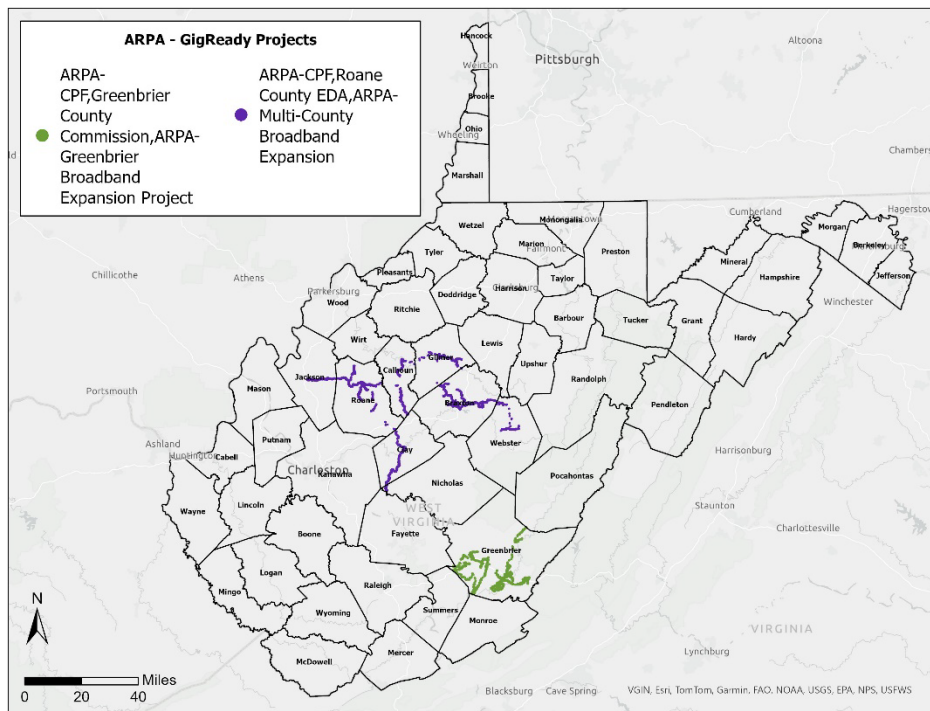 ARPA - GigReady Projects
ARPA-
CPF,Greenbrier
County
Commission,ARPA-
Greenbrier
Broadband
Expansion Project
ARPA-CPF,Roane
County EDA,ARPA-
Multi-County
Broadband
Expansion
Hancock
Weirton
Pittsburgh
Altoona
Brooke
Ohio
Wheeling
Marshall
Chambers
Wetzel
Monongalia
Cumberland
Morgan
Hagerstow
Marion
Fairmont
Preston
Berkeley
Tyler
Mineral
Hampshire
Jefferson
Chillicothe
Athens
Pleasants
Taylor
Parkersburg
Wood
Doddridge
Harrison
Winchester
Ritchie
Barbour
Tucker
Grant
Wirt
Lewis
Hardy
Gilmer
Upshur
Calhoun
Randolph
Jackson
Mason
Pendleton
Portsmouth
Roane
Braxton
Putnam
Webster
Harrisonburg
Ashland
Huntington
Cabell
Clay
Charleston
Kanawha
Pocahontas
Nicholas
Staunton
Lincoln
Wayne
WEST
VIRGINIA
Charlottesville
Boone
Fayette
Greenbrier
Logan
Raleigh
Mingo
Wyoming
Summers
Monroe
N
VIRGINIA
Mercer
Lynchburg
McDowell
0 20 40 Miles
Blacksburg
Cave Spring
VGIN, Esri, TomTom, Garmin, FAO, NOAA, USGS, EPA, NPS, USFWS